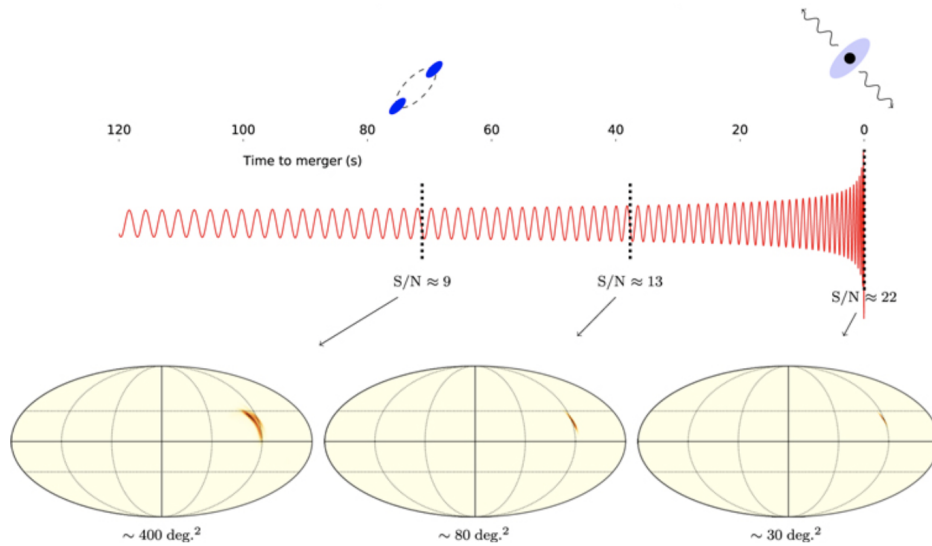 120 100 80 60 40 20 0
Time to merger (s)
S/N ≈ 9
S/N ≈ 13
S/N ≈ 22
~ 400 deg.²
~ 80 deg.²
~ 30 deg.²